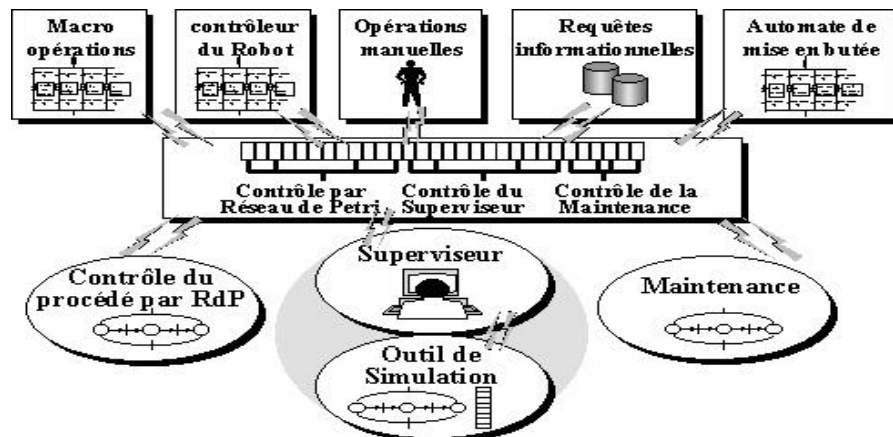 Macro
opérations
contrôleur
du Robot
Opérations
manuelles
Requêtes
informationnelles
Automate de
mise en butée
Contrôle par
Réseau de Petri
Contrôle du
Superviseur
Contrôle de la
Maintenance
Contrôle du
procédé par RdP
Superviseur
Maintenance
Outil de
Simulation